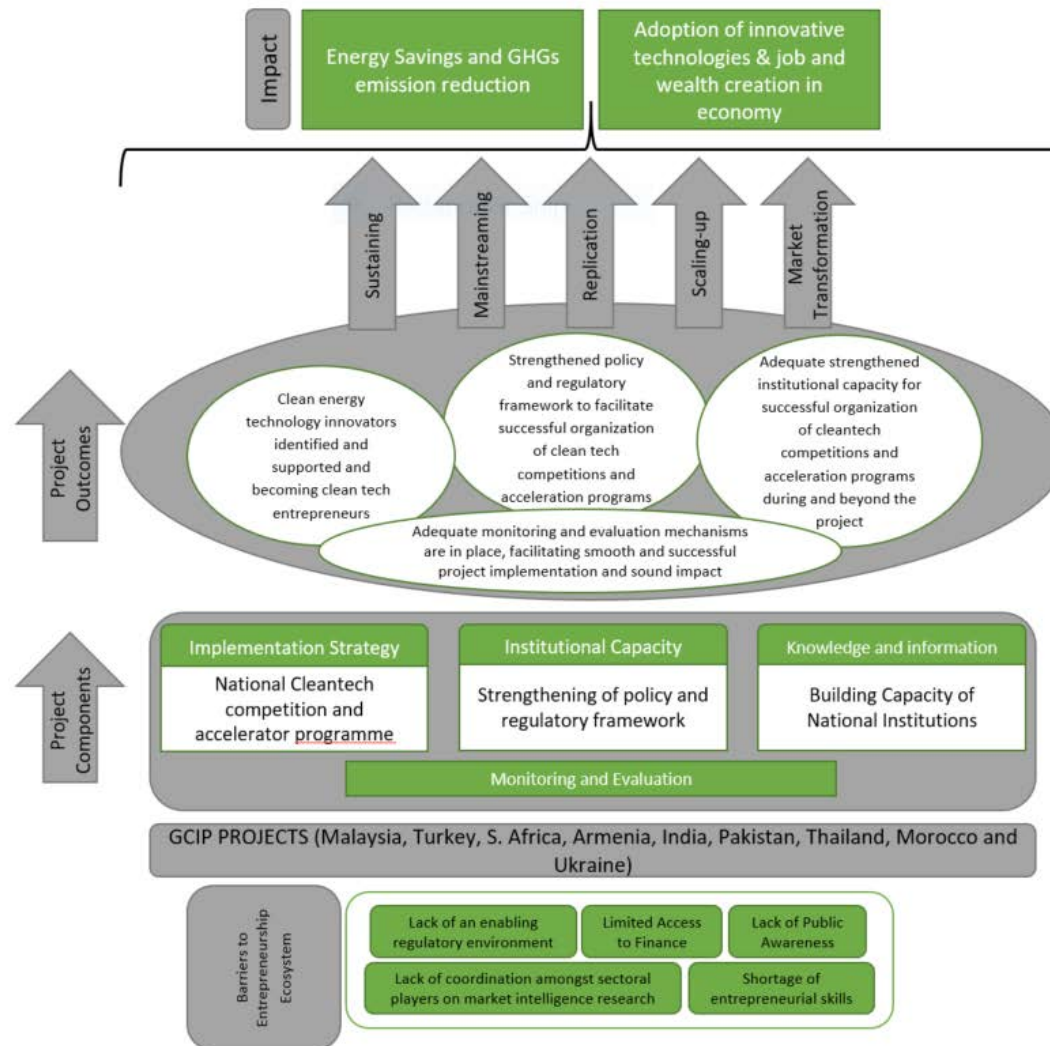 Impact
Energy Savings and GHGs
emission reduction
Adoption of innovative
technologies & job and
wealth creation in
economy
Sustaining
Mainstreaming
Replication
Scaling-up
Market
Transformation
Project
Outcomes
Clean energy
technology innovators
identified and
supported and
becoming clean tech
entrepreneurs
Strengthened policy
and regulatory
framework to facilitate
successful organization
of clean tech
competitions and
acceleration programs
Adequate strengthened
institutional capacity for
successful organization
of cleantech
competitions and
acceleration programs
during and beyond the
project
Adequate monitoring and evaluation mechanisms
are in place, facilitating smooth and successful
project implementation and sound impact
Project
Components
Implementation Strategy
National Cleantech
competition and
accelerator programme
Institutional Capacity
Strengthening of policy and
regulatory framework
Knowledge and information
Building Capacity of
National Institutions
Monitoring and Evaluation
GCIP PROJECTS (Malaysia, Turkey, S. Africa, Armenia, India, Pakistan, Thailand, Morocco and
Ukraine)
Barriers to
Entrepreneurship
Ecosystem
Lack of an enabling
regulatory environment
Limited Access
to Finance
Lack of Public
Awareness
Lack of coordination amongst sectoral
players on market intelligence research
Shortage of
entrepreneurial skills